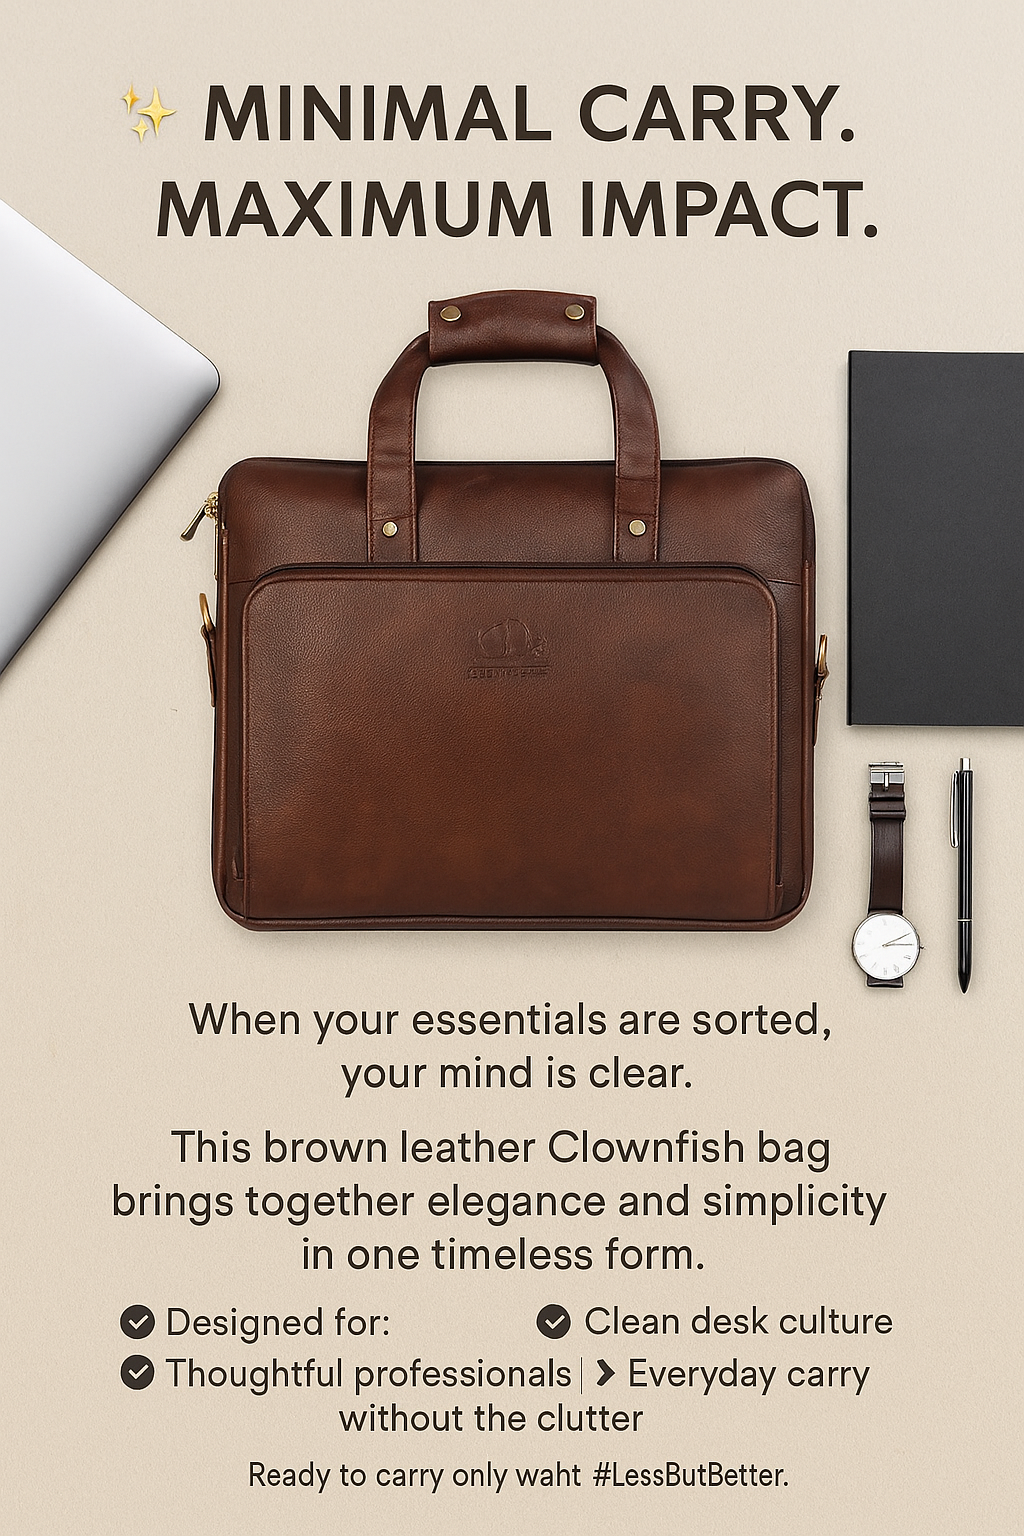 ✨ MINIMAL CARRY.
MAXIMUM IMPACT.
When your essentials are sorted,
your mind is clear.
This brown leather Clownfish bag
brings together elegance and simplicity
in one timeless form.
Designed for:
Clean desk culture
Thoughtful professionals | › Everyday carry
without the clutter
Ready to carry only waht #LessButBetter.